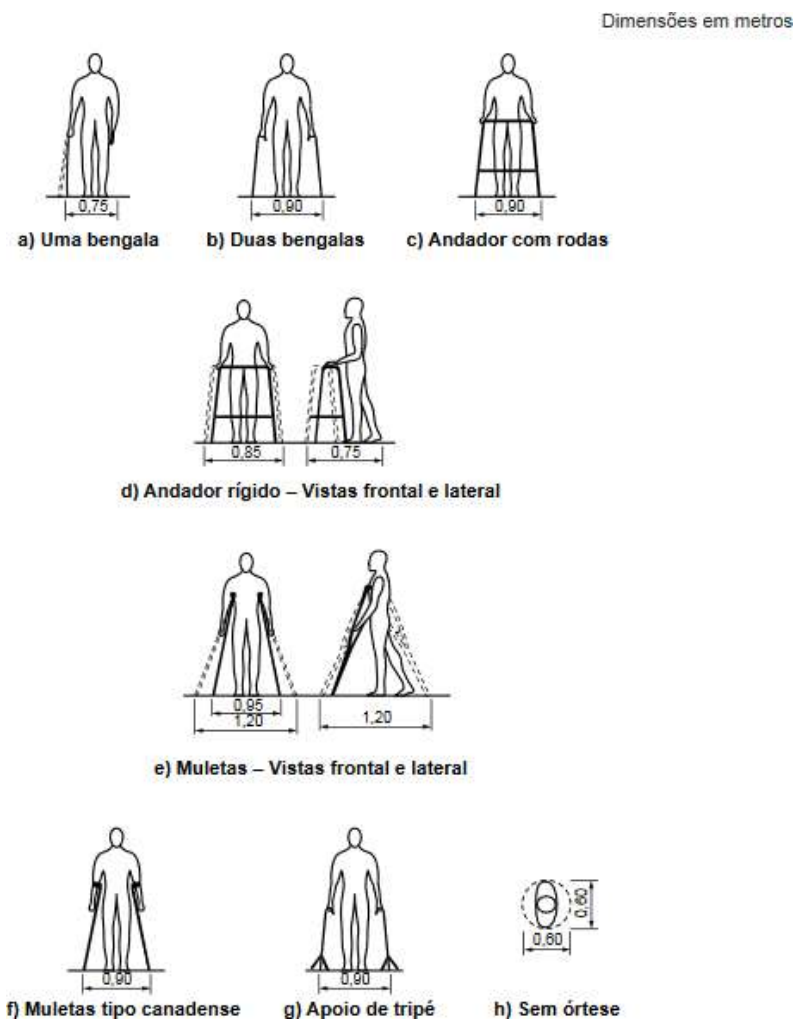 Dimensões em metros
0,75
0,90
0,90
a) Uma bengala
b) Duas bengalas
c) Andador com rodas
0,85
0,75
d) Andador rígido – Vistas frontal e lateral
0,95
1,20
1,20
e) Muletas – Vistas frontal e lateral
0,90
0,90
0,60
0,60
f) Muletas tipo canadense
g) Apoio de tripé
h) Sem órtese